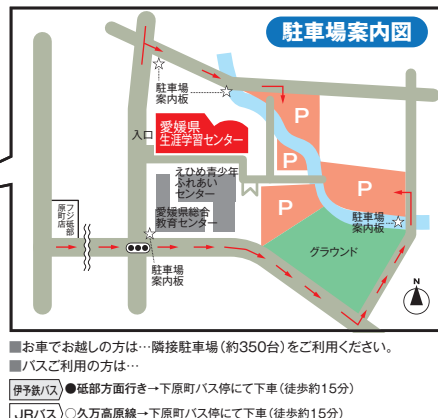 駐車場案内図
駐車場
案内板
入口
愛媛県
生涯学習センター
P
P
P
P
えひめ青少年
ふれあい
センター
愛媛県総合
教育センター
駐車場
案内板
グラウンド
フジ砥部
原町店
駐車場
案内板
N
■お車でお越しの方は…隣接駐車場(約350台)をご利用ください。
■バスご利用の方は…
伊予鉄バス ●砥部方面行き→下原町バス停にて下車(徒歩約15分)
JRバス ○久万高原線→下原町バス停にて下車(徒歩約15分)